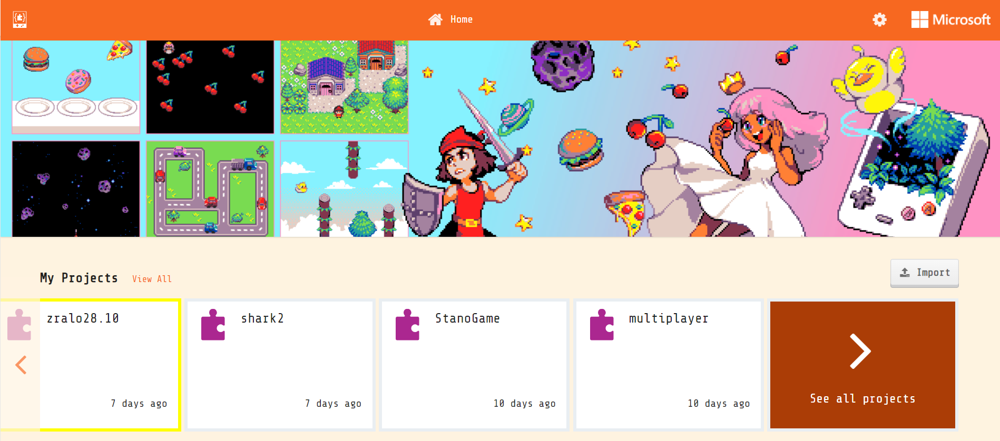 Home
Microsoft
My Projects View All
Import
zralo28.10
7 days ago
shark2
7 days ago
StanoGame
10 days ago
multiplayer
10 days ago
See all projects